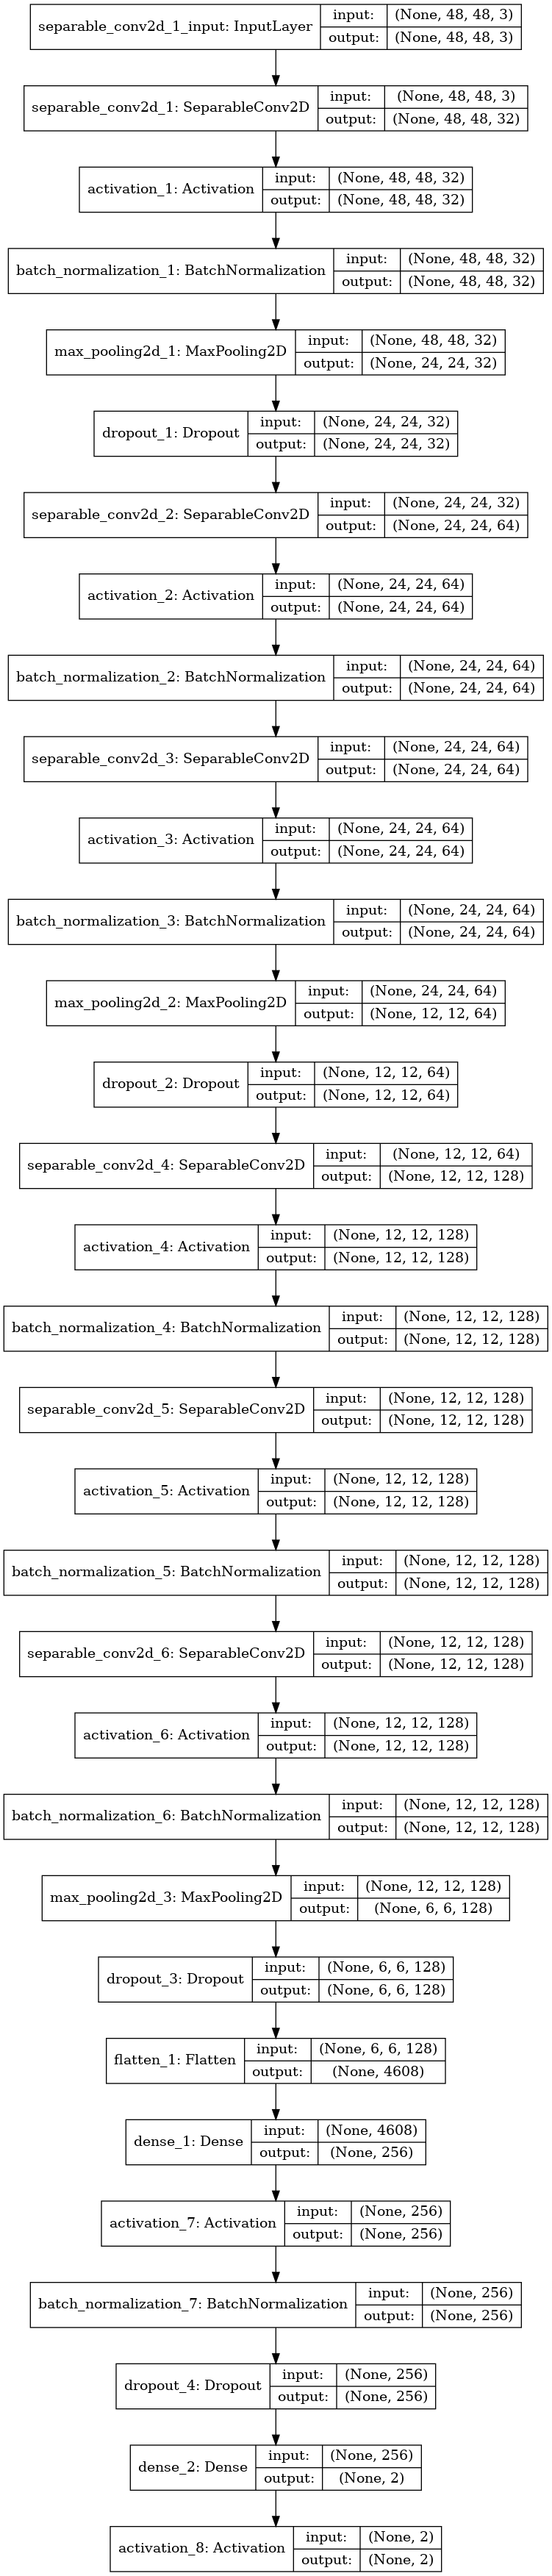 separable_conv2d_1_input: InputLayer
input: (None, 48, 48, 3)
output: (None, 48, 48, 3)
separable_conv2d_1: SeparableConv2D
input: (None, 48, 48, 3)
output: (None, 48, 48, 32)
activation_1: Activation
input: (None, 48, 48, 32)
output: (None, 48, 48, 32)
batch_normalization_1: BatchNormalization
input: (None, 48, 48, 32)
output: (None, 48, 48, 32)
max_pooling2d_1: MaxPooling2D
input: (None, 48, 48, 32)
output: (None, 24, 24, 32)
dropout_1: Dropout
input: (None, 24, 24, 32)
output: (None, 24, 24, 32)
separable_conv2d_2: SeparableConv2D
input: (None, 24, 24, 32)
output: (None, 24, 24, 64)
activation_2: Activation
input: (None, 24, 24, 64)
output: (None, 24, 24, 64)
batch_normalization_2: BatchNormalization
input: (None, 24, 24, 64)
output: (None, 24, 24, 64)
separable_conv2d_3: SeparableConv2D
input: (None, 24, 24, 64)
output: (None, 24, 24, 64)
activation_3: Activation
input: (None, 24, 24, 64)
output: (None, 24, 24, 64)
batch_normalization_3: BatchNormalization
input: (None, 24, 24, 64)
output: (None, 24, 24, 64)
max_pooling2d_2: MaxPooling2D
input: (None, 24, 24, 64)
output: (None, 12, 12, 64)
dropout_2: Dropout
input: (None, 12, 12, 64)
output: (None, 12, 12, 64)
separable_conv2d_4: SeparableConv2D
input: (None, 12, 12, 64)
output: (None, 12, 12, 128)
activation_4: Activation
input: (None, 12, 12, 128)
output: (None, 12, 12, 128)
batch_normalization_4: BatchNormalization
input: (None, 12, 12, 128)
output: (None, 12, 12, 128)
separable_conv2d_5: SeparableConv2D
input: (None, 12, 12, 128)
output: (None, 12, 12, 128)
activation_5: Activation
input: (None, 12, 12, 128)
output: (None, 12, 12, 128)
batch_normalization_5: BatchNormalization
input: (None, 12, 12, 128)
output: (None, 12, 12, 128)
separable_conv2d_6: SeparableConv2D
input: (None, 12, 12, 128)
output: (None, 12, 12, 128)
activation_6: Activation
input: (None, 12, 12, 128)
output: (None, 12, 12, 128)
batch_normalization_6: BatchNormalization
input: (None, 12, 12, 128)
output: (None, 12, 12, 128)
max_pooling2d_3: MaxPooling2D
input: (None, 12, 12, 128)
output: (None, 6, 6, 128)
dropout_3: Dropout
input: (None, 6, 6, 128)
output: (None, 6, 6, 128)
flatten_1: Flatten
input: (None, 6, 6, 128)
output: (None, 4608)
dense_1: Dense
input: (None, 4608)
output: (None, 256)
activation_7: Activation
input: (None, 256)
output: (None, 256)
batch_normalization_7: BatchNormalization
input: (None, 256)
output: (None, 256)
dropout_4: Dropout
input: (None, 256)
output: (None, 256)
dense_2: Dense
input: (None, 256)
output: (None, 2)
activation_8: Activation
input: (None, 2)
output: (None, 2)